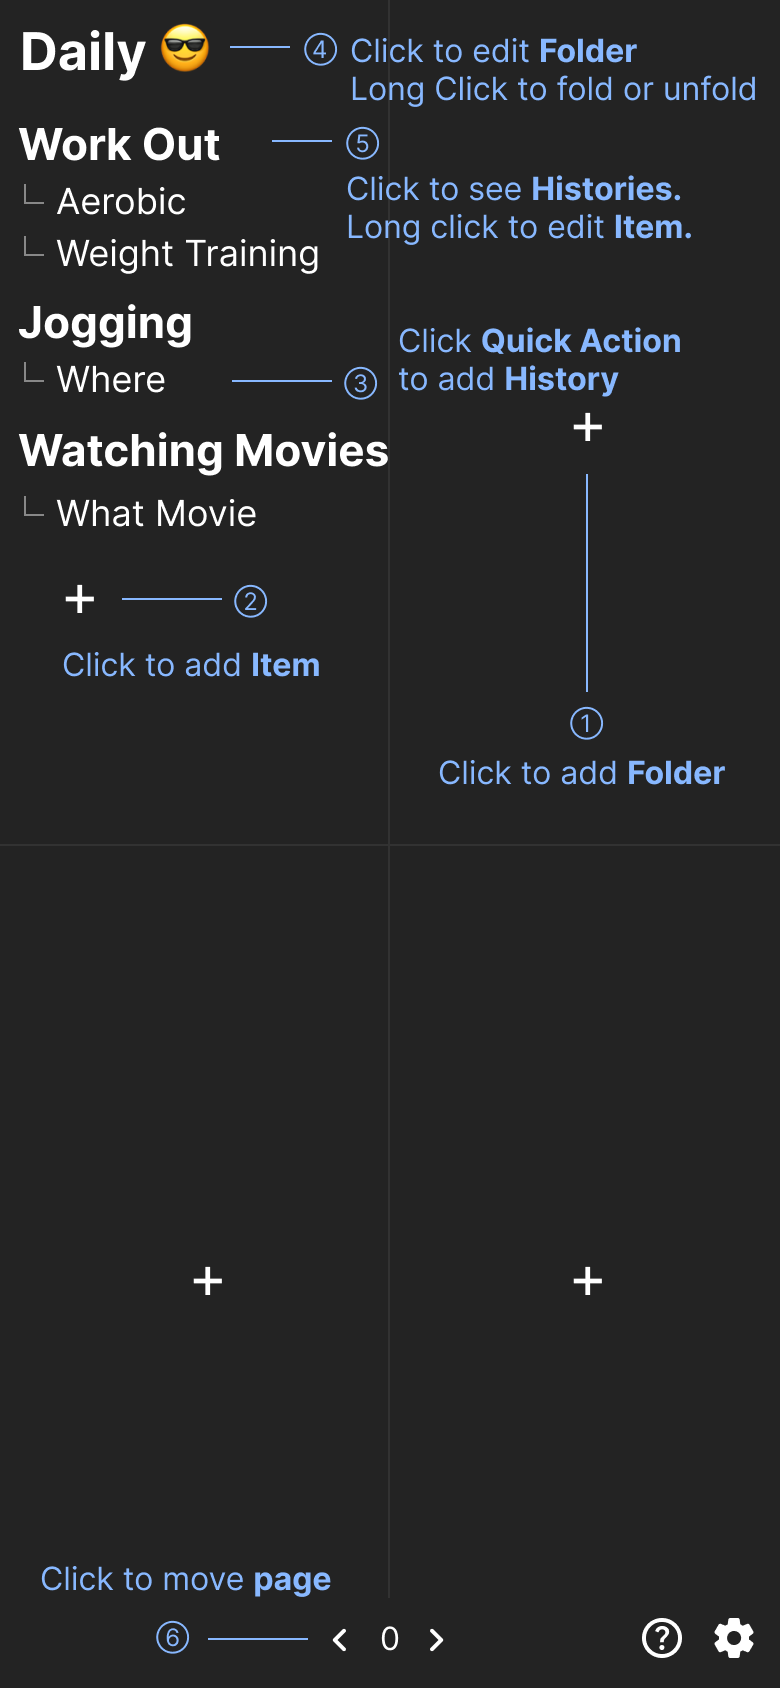 Daily 😎
④ Click to edit Folder
Long Click to fold or unfold
Work Out
⑤
Click to see Histories.
Long click to edit Item.
Aerobic
Weight Training
Jogging
Where
③ Click Quick Action
to add History
+
Watching Movies
What Movie
+ ②
Click to add Item
①
Click to add Folder
+ +
Click to move page
⑥ < 0 > ?